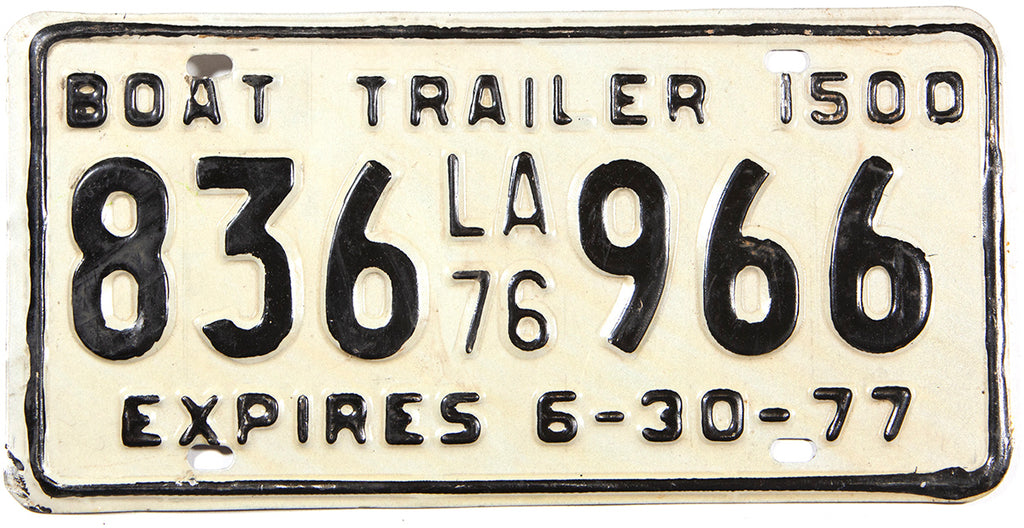 BOAT TRAILER 1500
836 LA 76 966
EXPIRES 6-30-77